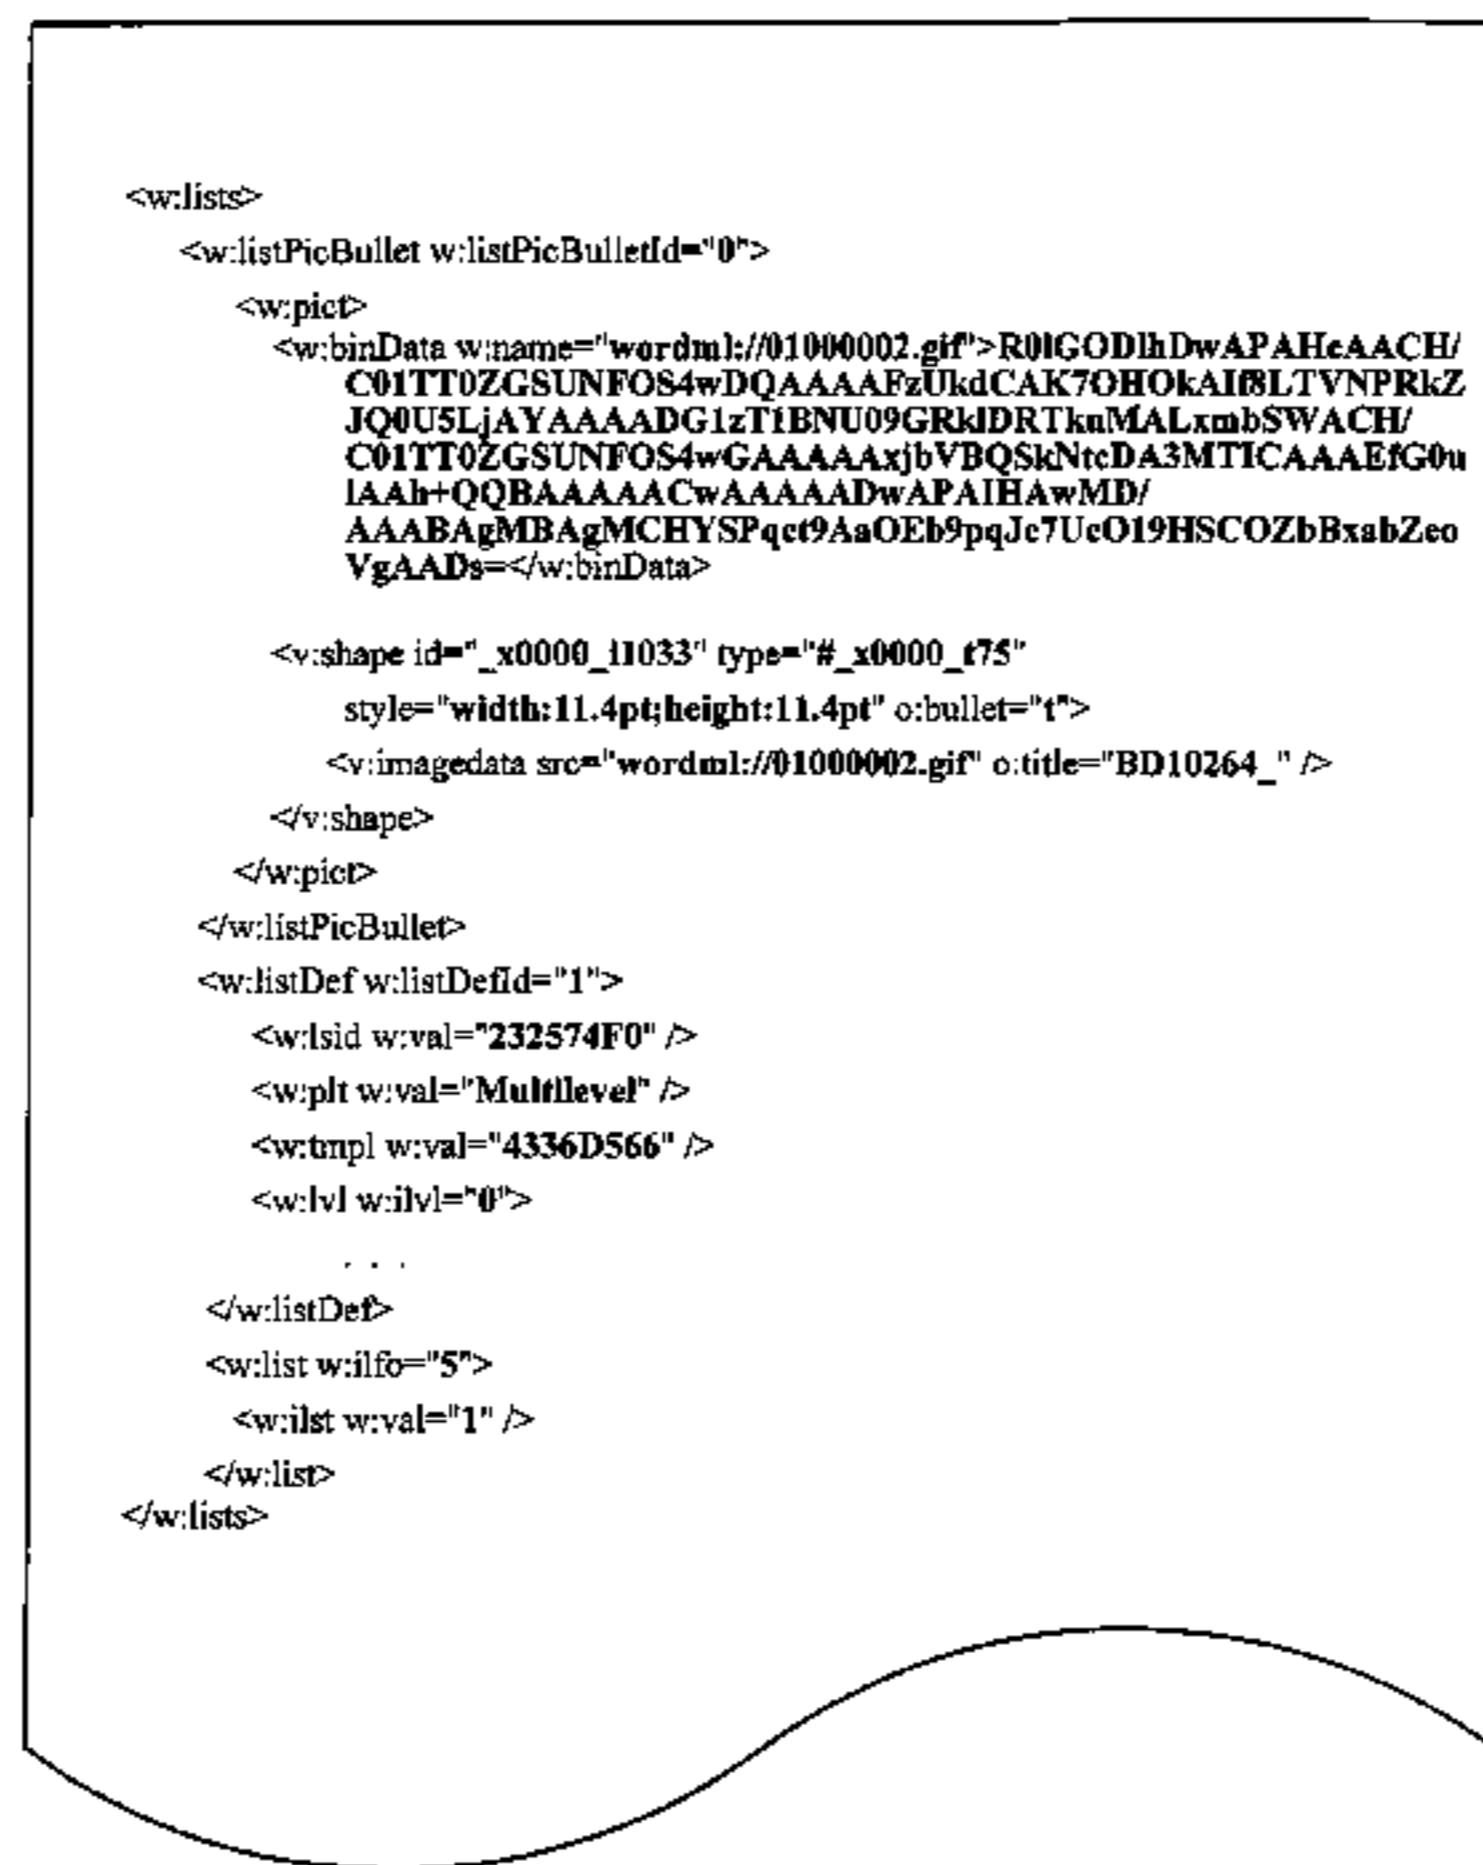 <w:lists>
<w:listPicBullet w:listPicBulletId="0">
<w:pict>
<w:binData w:name="wordml://01000002.gif">R0lGODlhDwAPAHcAACH/
C01TT0ZGSUNFOS4wDQAAAAFzUkdCAK7OHOkAIf8LTVNPRkZ
JQ0U5LjAYAAAADG1zT1BNU09GRklDRTknMALxmbSWACH/
C01TT0ZGSUNFOS4wGAAAAAxjbVBQSkNtcDA3MTICAAAEfG0u
lAAh+QQBAAAAACwAAAAADwAPAIHAwMD/
AAABAgMBAgMCHYSPqct9AaOEb9pqJc7UcO19HSCOZbBxabZeo
VgAADs=</w:binData>
<v:shape id="_x0000_i1033" type="#_x0000_t75"
style="width:11.4pt;height:11.4pt" o:bullet="t">
<v:imagedata src="wordml://01000002.gif" o:title="BD10264_" />
</v:shape>
</w:pict>
</w:listPicBullet>
<w:listDef w:listDefId="1">
<w:lsid w:val="232574F0" />
<w:plt w:val="Multilevel" />
<w:tmpl w:val="4336D566" />
<w:lvl w:ilvl="0">
. . .
</w:listDef>
<w:list w:ilfo="5">
<w:ilst w:val="1" />
</w:list>
</w:lists>